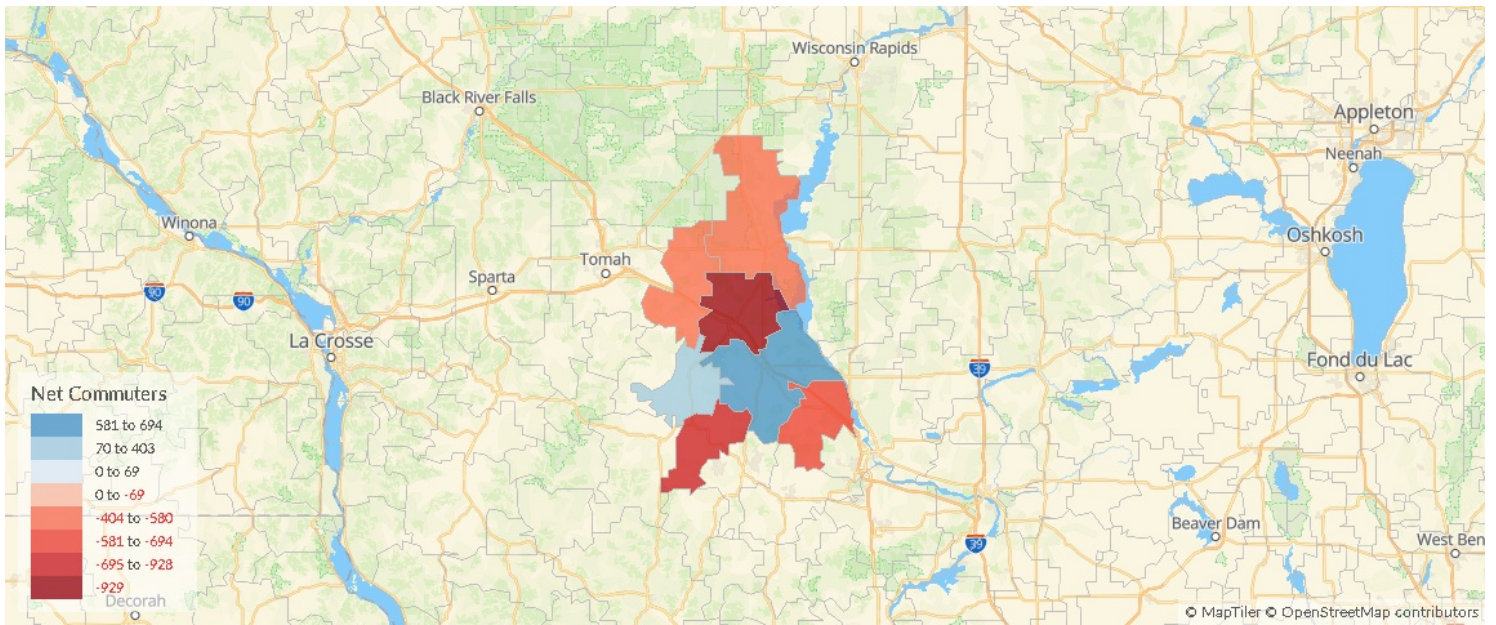 Wisconsin Rapids
Black River Falls
Appleton
Neenah
Winona
Oshkosh
Tomah
Sparta
90
90
La Crosse
Fond du Lac
39
Net Commuters
581 to 694
70 to 403
0 to 69
0 to -69
-404 to -580
-581 to -694
-695 to -928
-929
Beaver Dam
39
West Ben
Decorah
© MapTiler © OpenStreetMap contributors